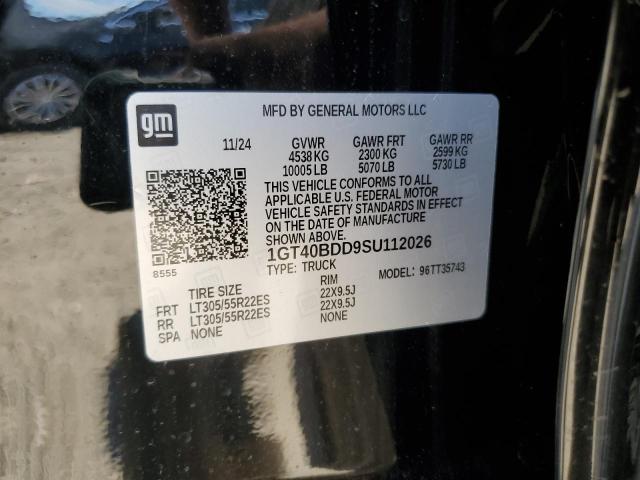 gm
MFD BY GENERAL MOTORS LLC
11/24 GVWR GAWR FRT GAWR RR
4538 KG 2300 KG 2599 KG
10005 LB 5070 LB 5730 LB
THIS VEHICLE CONFORMS TO ALL
APPLICABLE U.S. FEDERAL MOTOR
VEHICLE SAFETY STANDARDS IN EFFECT
ON THE DATE OF MANUFACTURE
SHOWN ABOVE.
8555
1GT40BDD9SU112026
TYPE: TRUCK MODEL: 96TT35743
TIRE SIZE RIM
FRT LT305/55R22ES 22X9.5J
RR LT305/55R22ES 22X9.5J
SPA NONE NONE